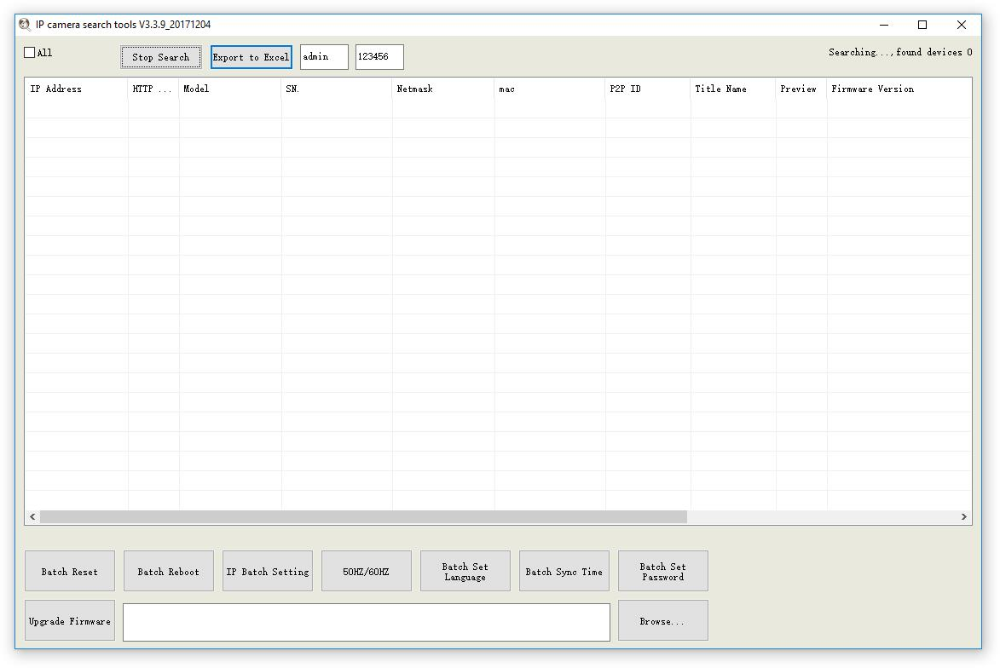 IP camera search tools V3.3.9_20171204
All
Stop Search
Export to Excel
admin
123456
Searching...,found devices 0
IP Address HTTP ... Model SN. Netmask mac P2P ID Title Name Preview Firmware Version
Batch Reset
Batch Reboot
IP Batch Setting
50HZ/60HZ
Batch Set
Language
Batch Sync Time
Batch Set
Password
Upgrade Firmware
Browse...